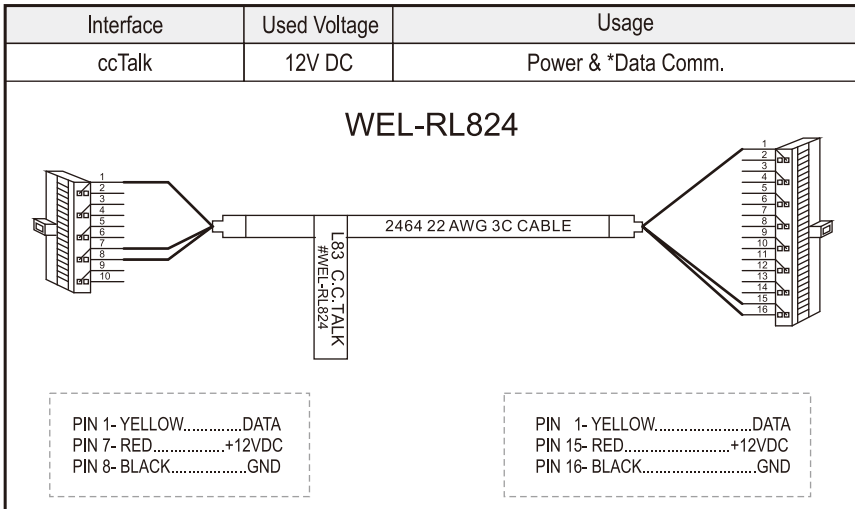 Interface Used Voltage Usage
ccTalk 12V DC Power & *Data Comm.
WEL-RL824
1
2
3
4
5
6
7
8
9
10
2464 22 AWG 3C CABLE
L83 C.C.TALK
#WEL-RL824
1
2
3
4
5
6
7
8
9
10
11
12
13
14
15
16
PIN 1- YELLOW..............DATA
PIN 7- RED.................+12VDC
PIN 8- BLACK..................GND
PIN 1- YELLOW.......................DATA
PIN 15- RED........................+12VDC
PIN 16- BLACK...........................GND